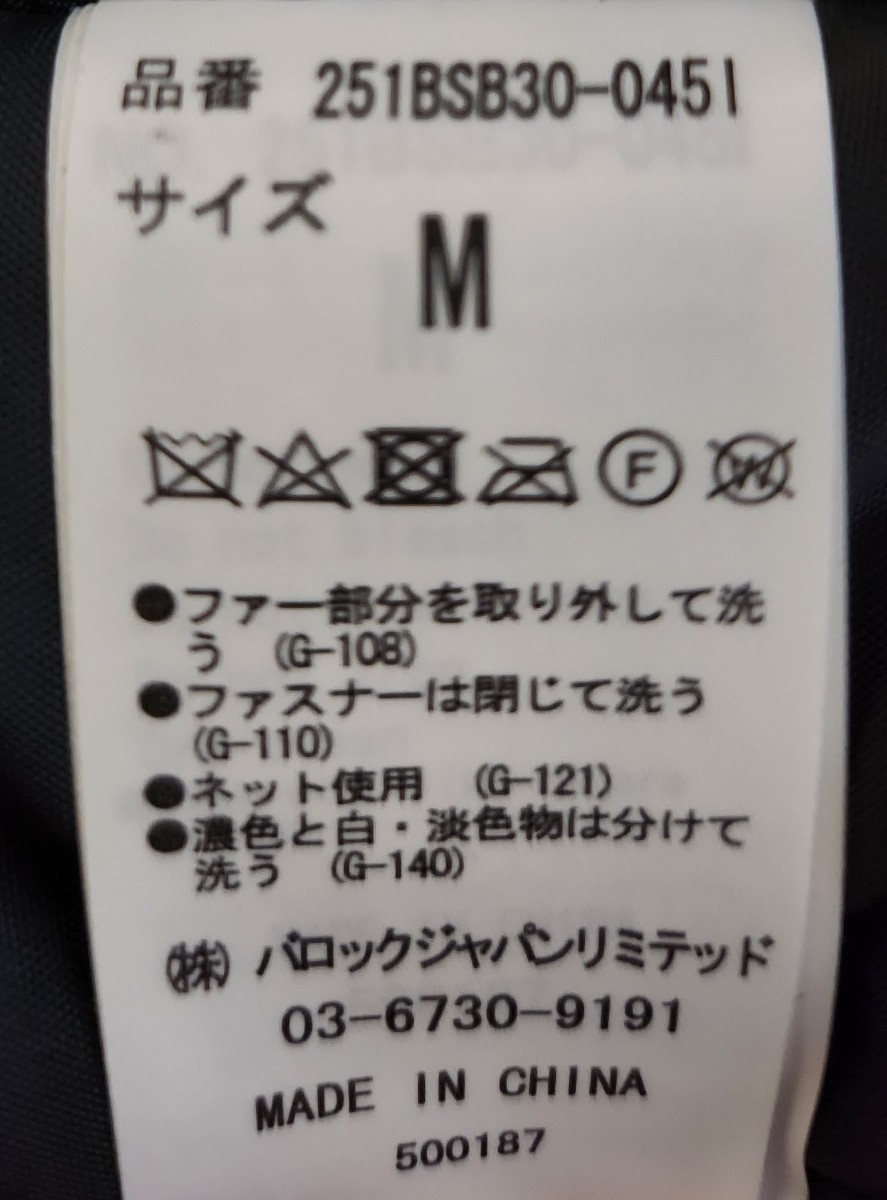 品番 251BSB30-045I
サイズ
M
F W
●ファー部分を取り外して洗
う (G-108)
●ファスナーは閉じて洗う
(G-110)
●ネット使用 (G-121)
●濃色と白・淡色物は分けて
洗う (G-140)
(株) バロックジャパンリミテッド
03-6730-9191
MADE IN CHINA
500187